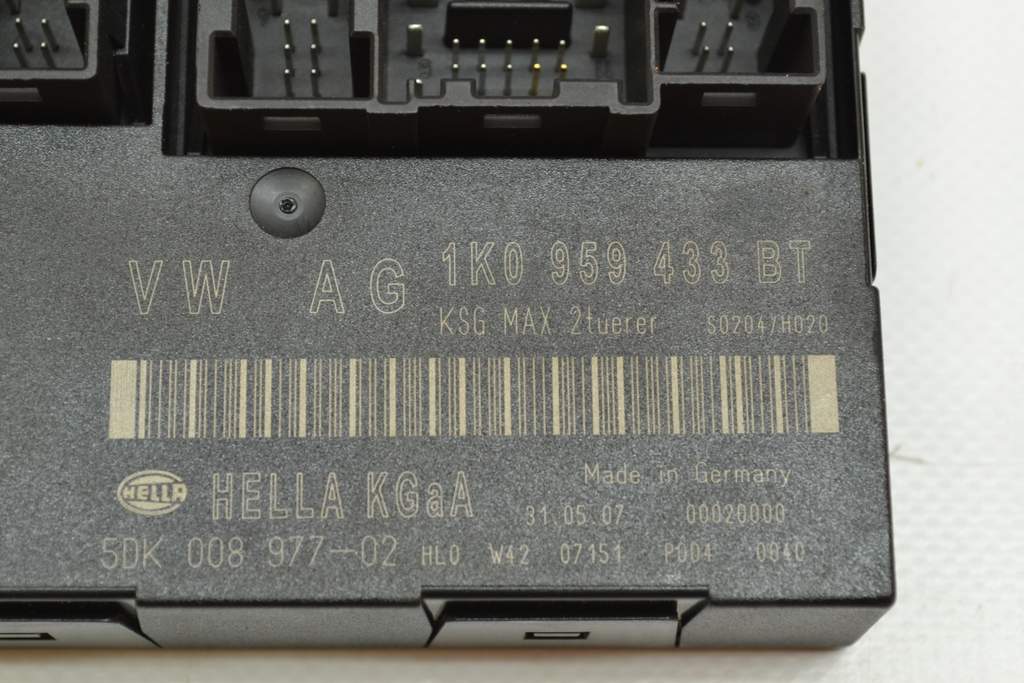 VW AG 1K0 959 433 BT
KSG MAX 2tuerer S0204/H020
HELLA HELLA KGaA Made in Germany
31.05.07 00020000
5DK 008 977-02 HL0 W42 07151 P004 0040